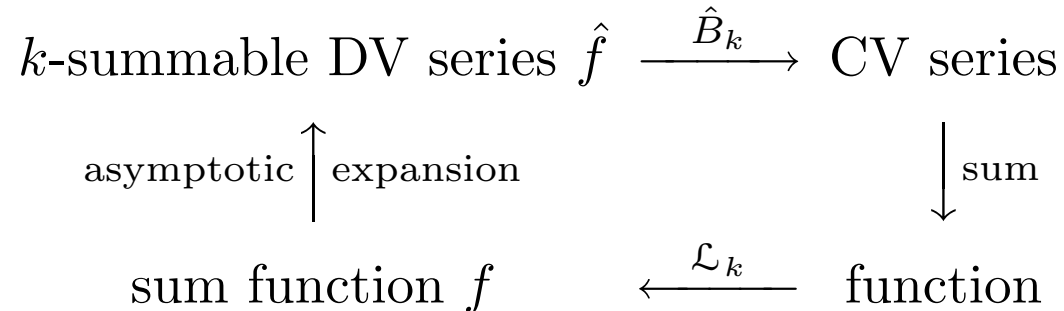 k-summable DV series f̂ B̂ₖ CV series
asymptotic expansion sum
sum function f ℒₖ function